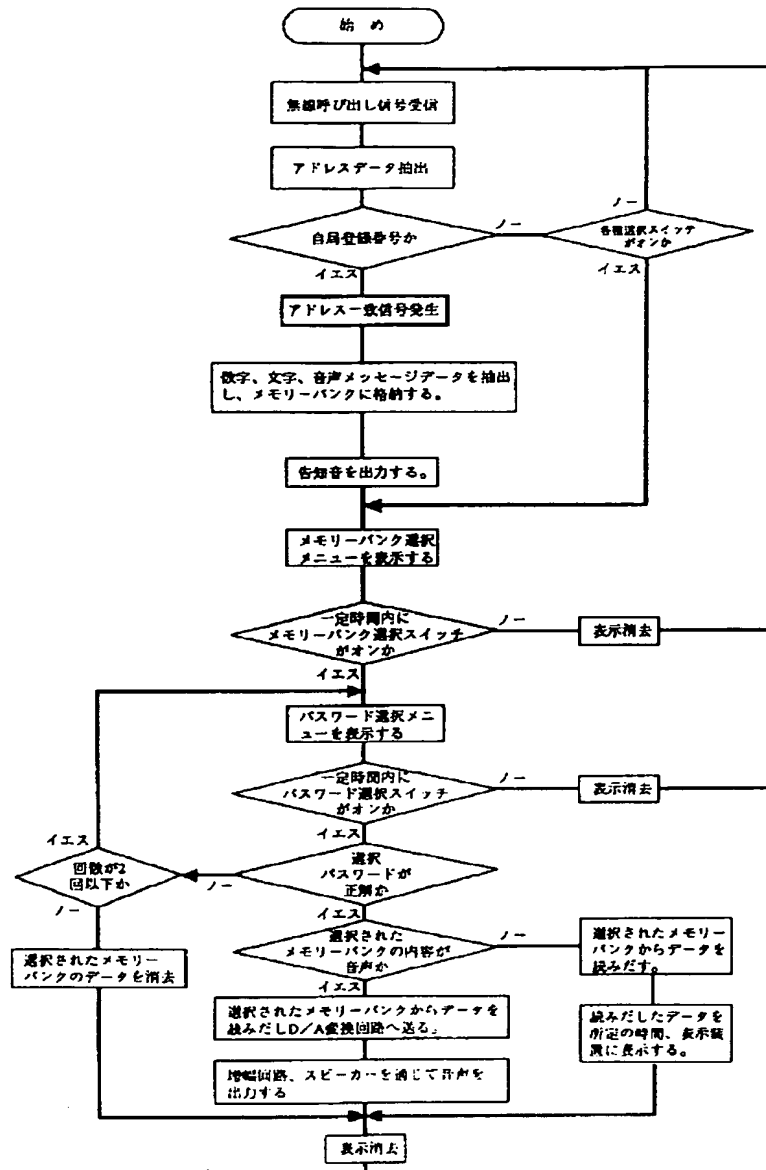 始め
無線呼び出し信号受信
アドレスデータ抽出
自局登録番号か
ノー
各種選択スイッチ
がオンか
ノー
イエス
イエス
アドレス一致信号発生
数字、文字、音声メッセージデータを抽出
し、メモリーバンクに格納する。
告知音を出力する。
メモリーバンク選択
メニューを表示する
一定時間内に
メモリーバンク選択スイッチ
がオンか
ノー
表示消去
イエス
パスワード選択メニ
ューを表示する
一定時間内に
パスワード選択スイッチ
がオンか
ノー
表示消去
イエス
選択
パスワードが
正解か
ノー
イエス
回数が2
回以下か
イエス
ノー
選択されたメモリー
バンクのデータを消去
選択された
メモリーバンクの内容が
音声か
ノー
イエス
選択されたメモリー
バンクからデータを
読みだす。
選択されたメモリーバンクからデータを
読みだしD/A変換回路へ送る。
読みだしたデータを
所定の時間、表示装
置に表示する。
増幅回路、スピーカーを通じて音声を
出力する
表示消去